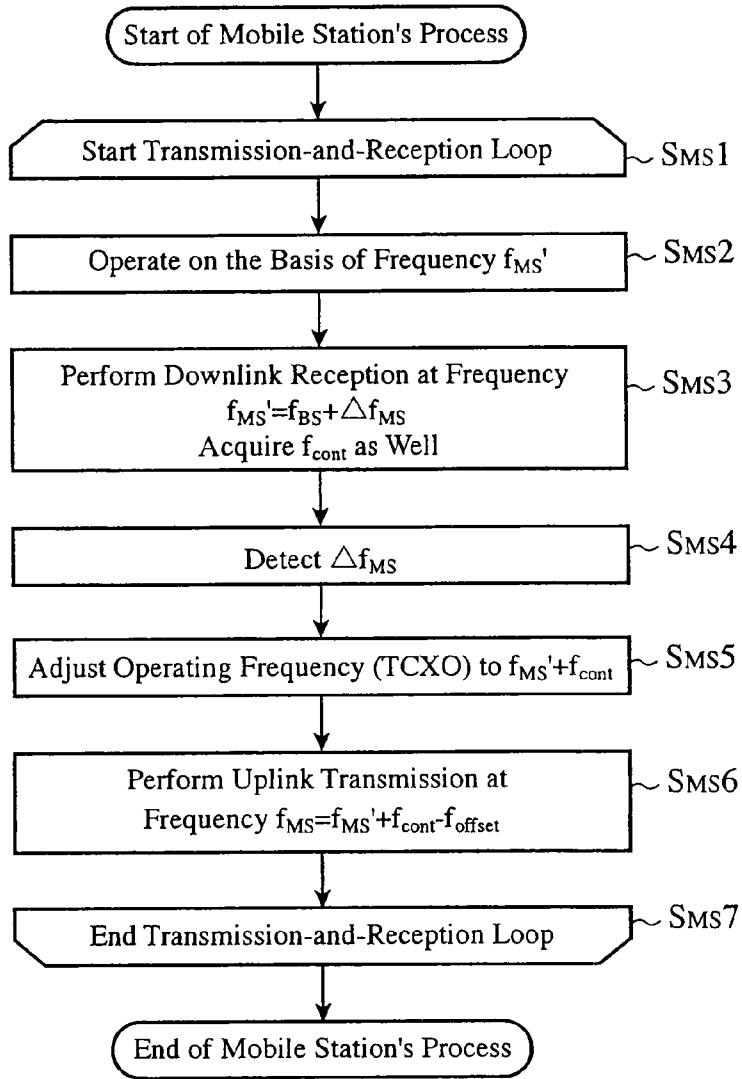 Start of Mobile Station's Process
Start Transmission-and-Reception Loop
SMS1
Operate on the Basis of Frequency fMS'
SMS2
Perform Downlink Reception at Frequency
fMS'=fBS+△fMS
Acquire fcont as Well
SMS3
Detect △fMS
SMS4
Adjust Operating Frequency (TCXO) to fMS'+fcont
SMS5
Perform Uplink Transmission at
Frequency fMS=fMS'+fcont-foffset
SMS6
End Transmission-and-Reception Loop
SMS7
End of Mobile Station's Process